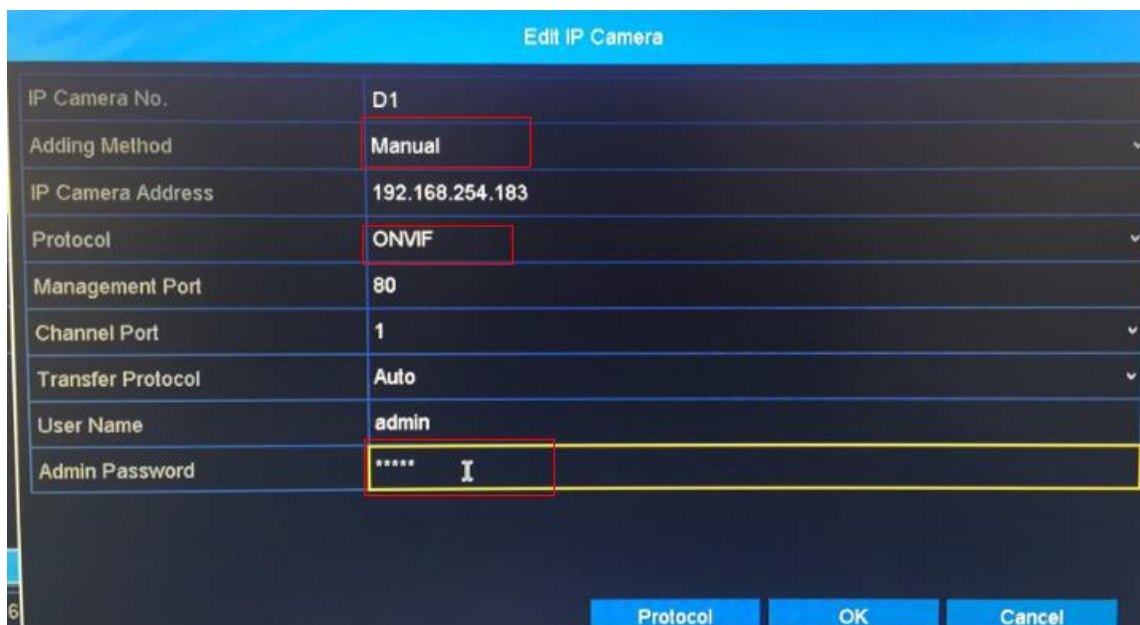 Edit IP Camera
IP Camera No. D1
Adding Method Manual
IP Camera Address 192.168.254.183
Protocol ONVIF
Management Port 80
Channel Port 1
Transfer Protocol Auto
User Name admin
Admin Password *****
6
Protocol OK Cancel